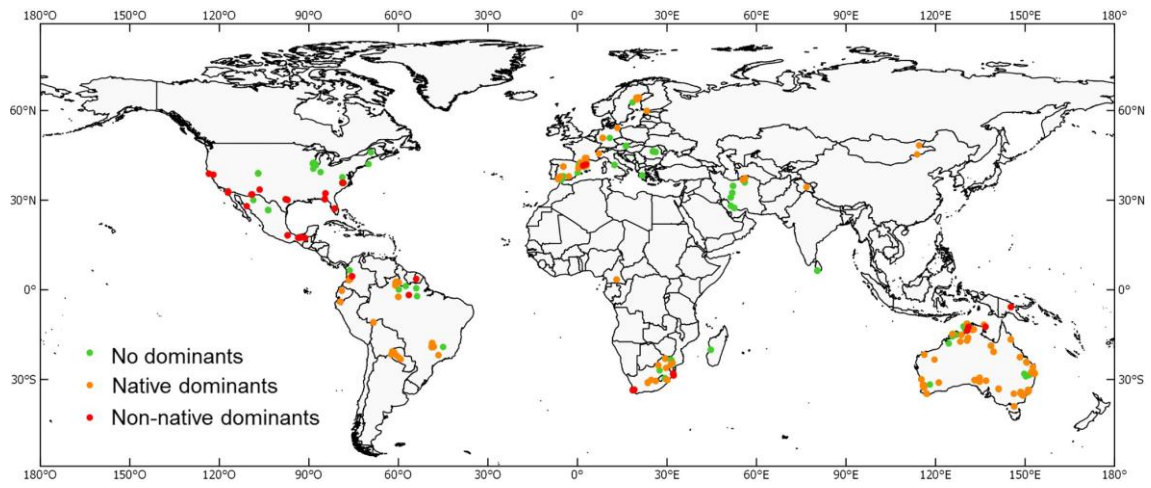 180° 150°W 120°W 90°W 60°W 30°W 0° 30°E 60°E 90°E 120°E 150°E 180°
60°N 60°N
30°N 30°N
0° 0°
No dominants
Native dominants
30°S 30°S
Non-native dominants
180° 150°W 120°W 90°W 60°W 30°W 0° 30°E 60°E 90°E 120°E 150°E 180°